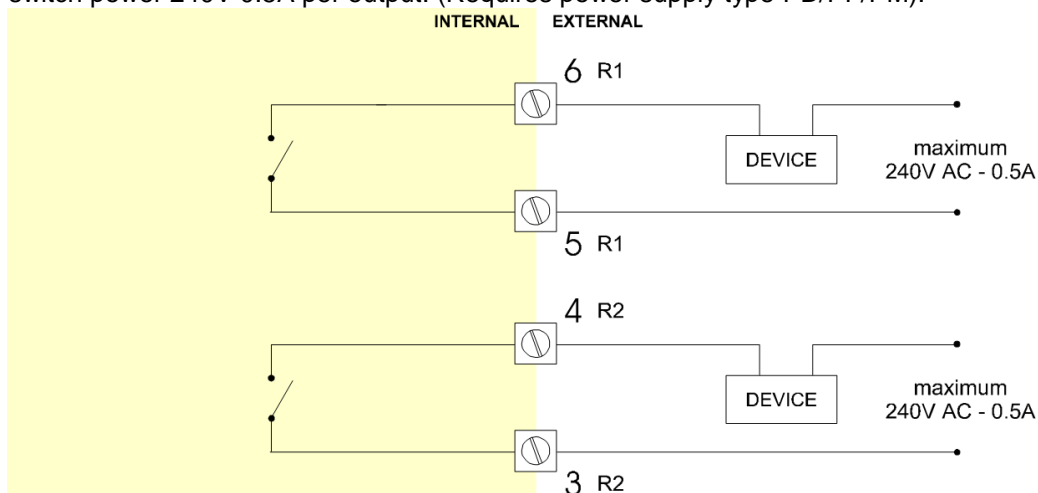 INTERNAL EXTERNAL
6 R1
DEVICE
maximum
240V AC - 0.5A
5 R1
4 R2
DEVICE
maximum
240V AC - 0.5A
3 R2